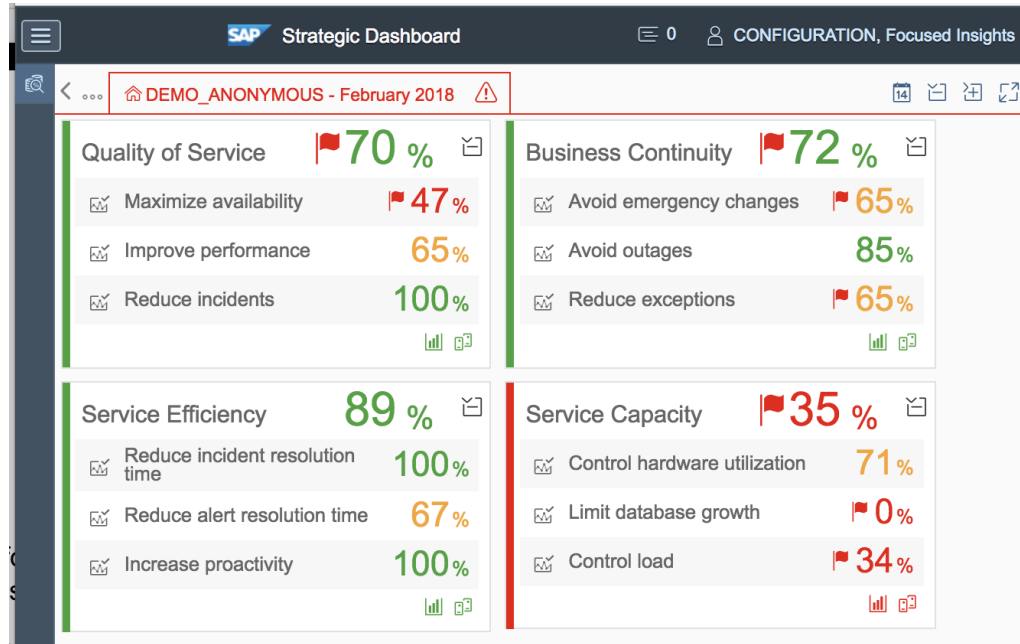 SAP Strategic Dashboard 0 CONFIGURATION, Focused Insights
DEMO_ANONYMOUS - February 2018 14
Quality of Service 70 %
Maximize availability 47%
Improve performance 65%
Reduce incidents 100%
Business Continuity 72 %
Avoid emergency changes 65%
Avoid outages 85%
Reduce exceptions 65%
Service Efficiency 89 %
Reduce incident resolution
time 100%
Reduce alert resolution time 67%
Increase proactivity 100%
Service Capacity 35 %
Control hardware utilization 71%
Limit database growth 0%
Control load 34%